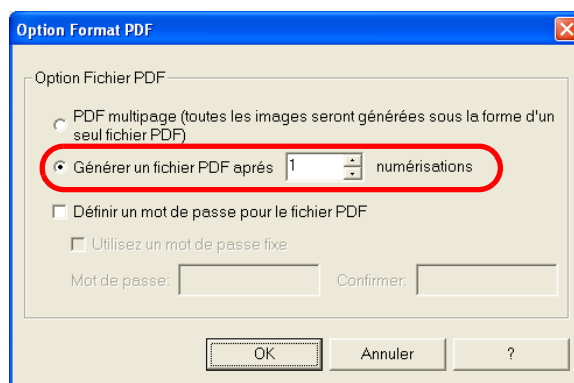 Option Format PDF
Option Fichier PDF
PDF multipage (toutes les images seront générées sous la forme d'un
seul fichier PDF)
Générer un fichier PDF aprés 1 numérisations
Définir un mot de passe pour le fichier PDF
Utilisez un mot de passe fixe
Mot de passe: Confirmer:
OK Annuler ?